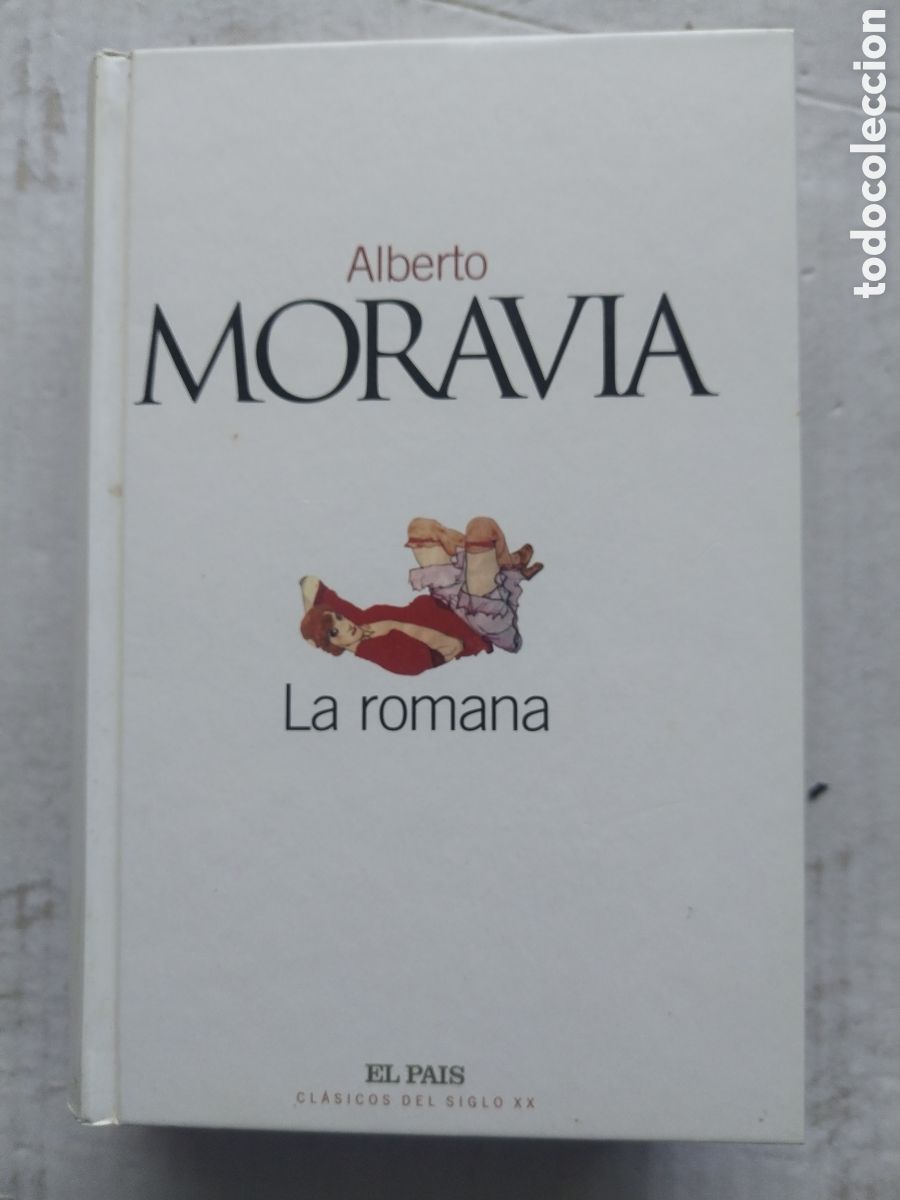 Alberto
MORAVIA
La romana
EL PAIS
CLÁSICOS DEL SIGLO XX
todocoleccion